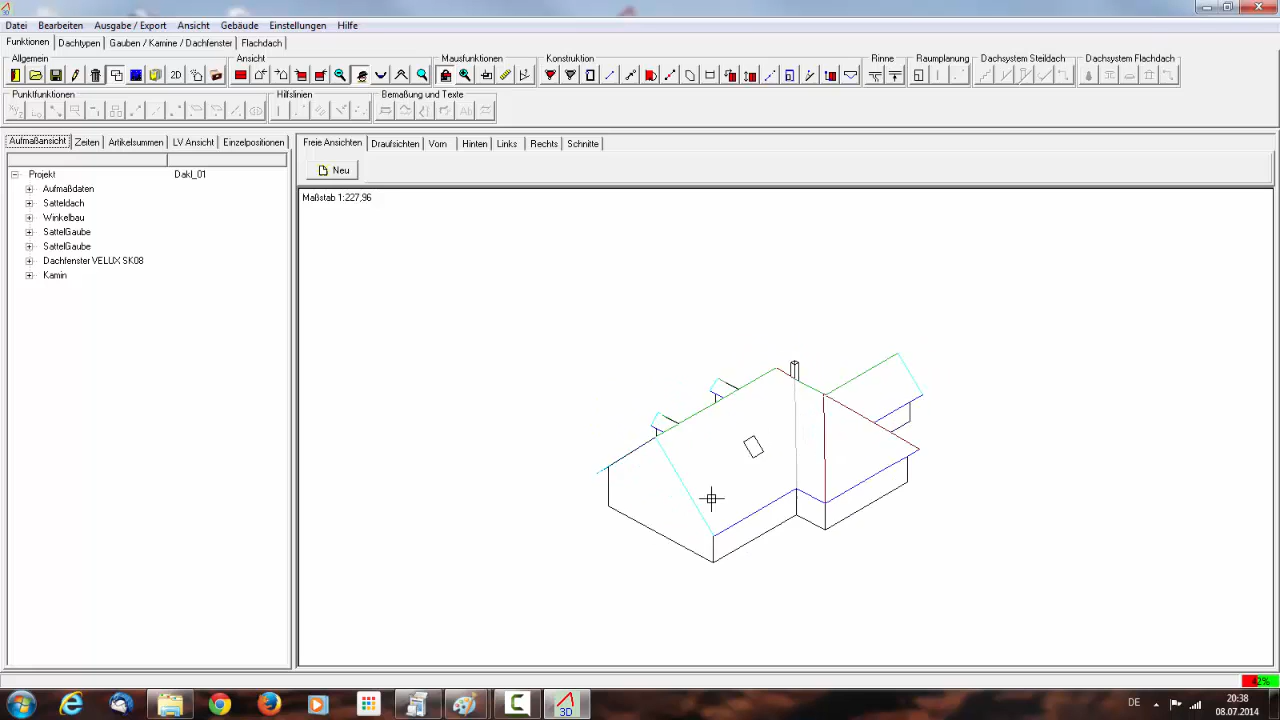 Datei Bearbeiten Ausgabe / Export Ansicht Gebäude Einstellungen Hilfe
Funktionen Dachtypen Gauben / Kamine / Dachfenster Flachdach
Allgemein Ansicht Mausfunktionen Konstruktion Rinne Raumplanung Dachsystem Steildach Dachsystem Flachdach
2D
Punktfunktionen Hilfslinien Bemaßung und Texte
Aufmaßansicht Zeiten Artikelsummen LV Ansicht Einzelpositionen
Freie Ansichten Draufsichten Vorn Hinten Links Rechts Schnitte
Neu
Projekt Dakl_01
Aufmaßdaten
Satteldach
Winkelbau
SattelGaube
SattelGaube
Dachfenster VELUX SK08
Kamin
Maßstab 1:227,96
42%
3D
DE
20:38
08.07.2014